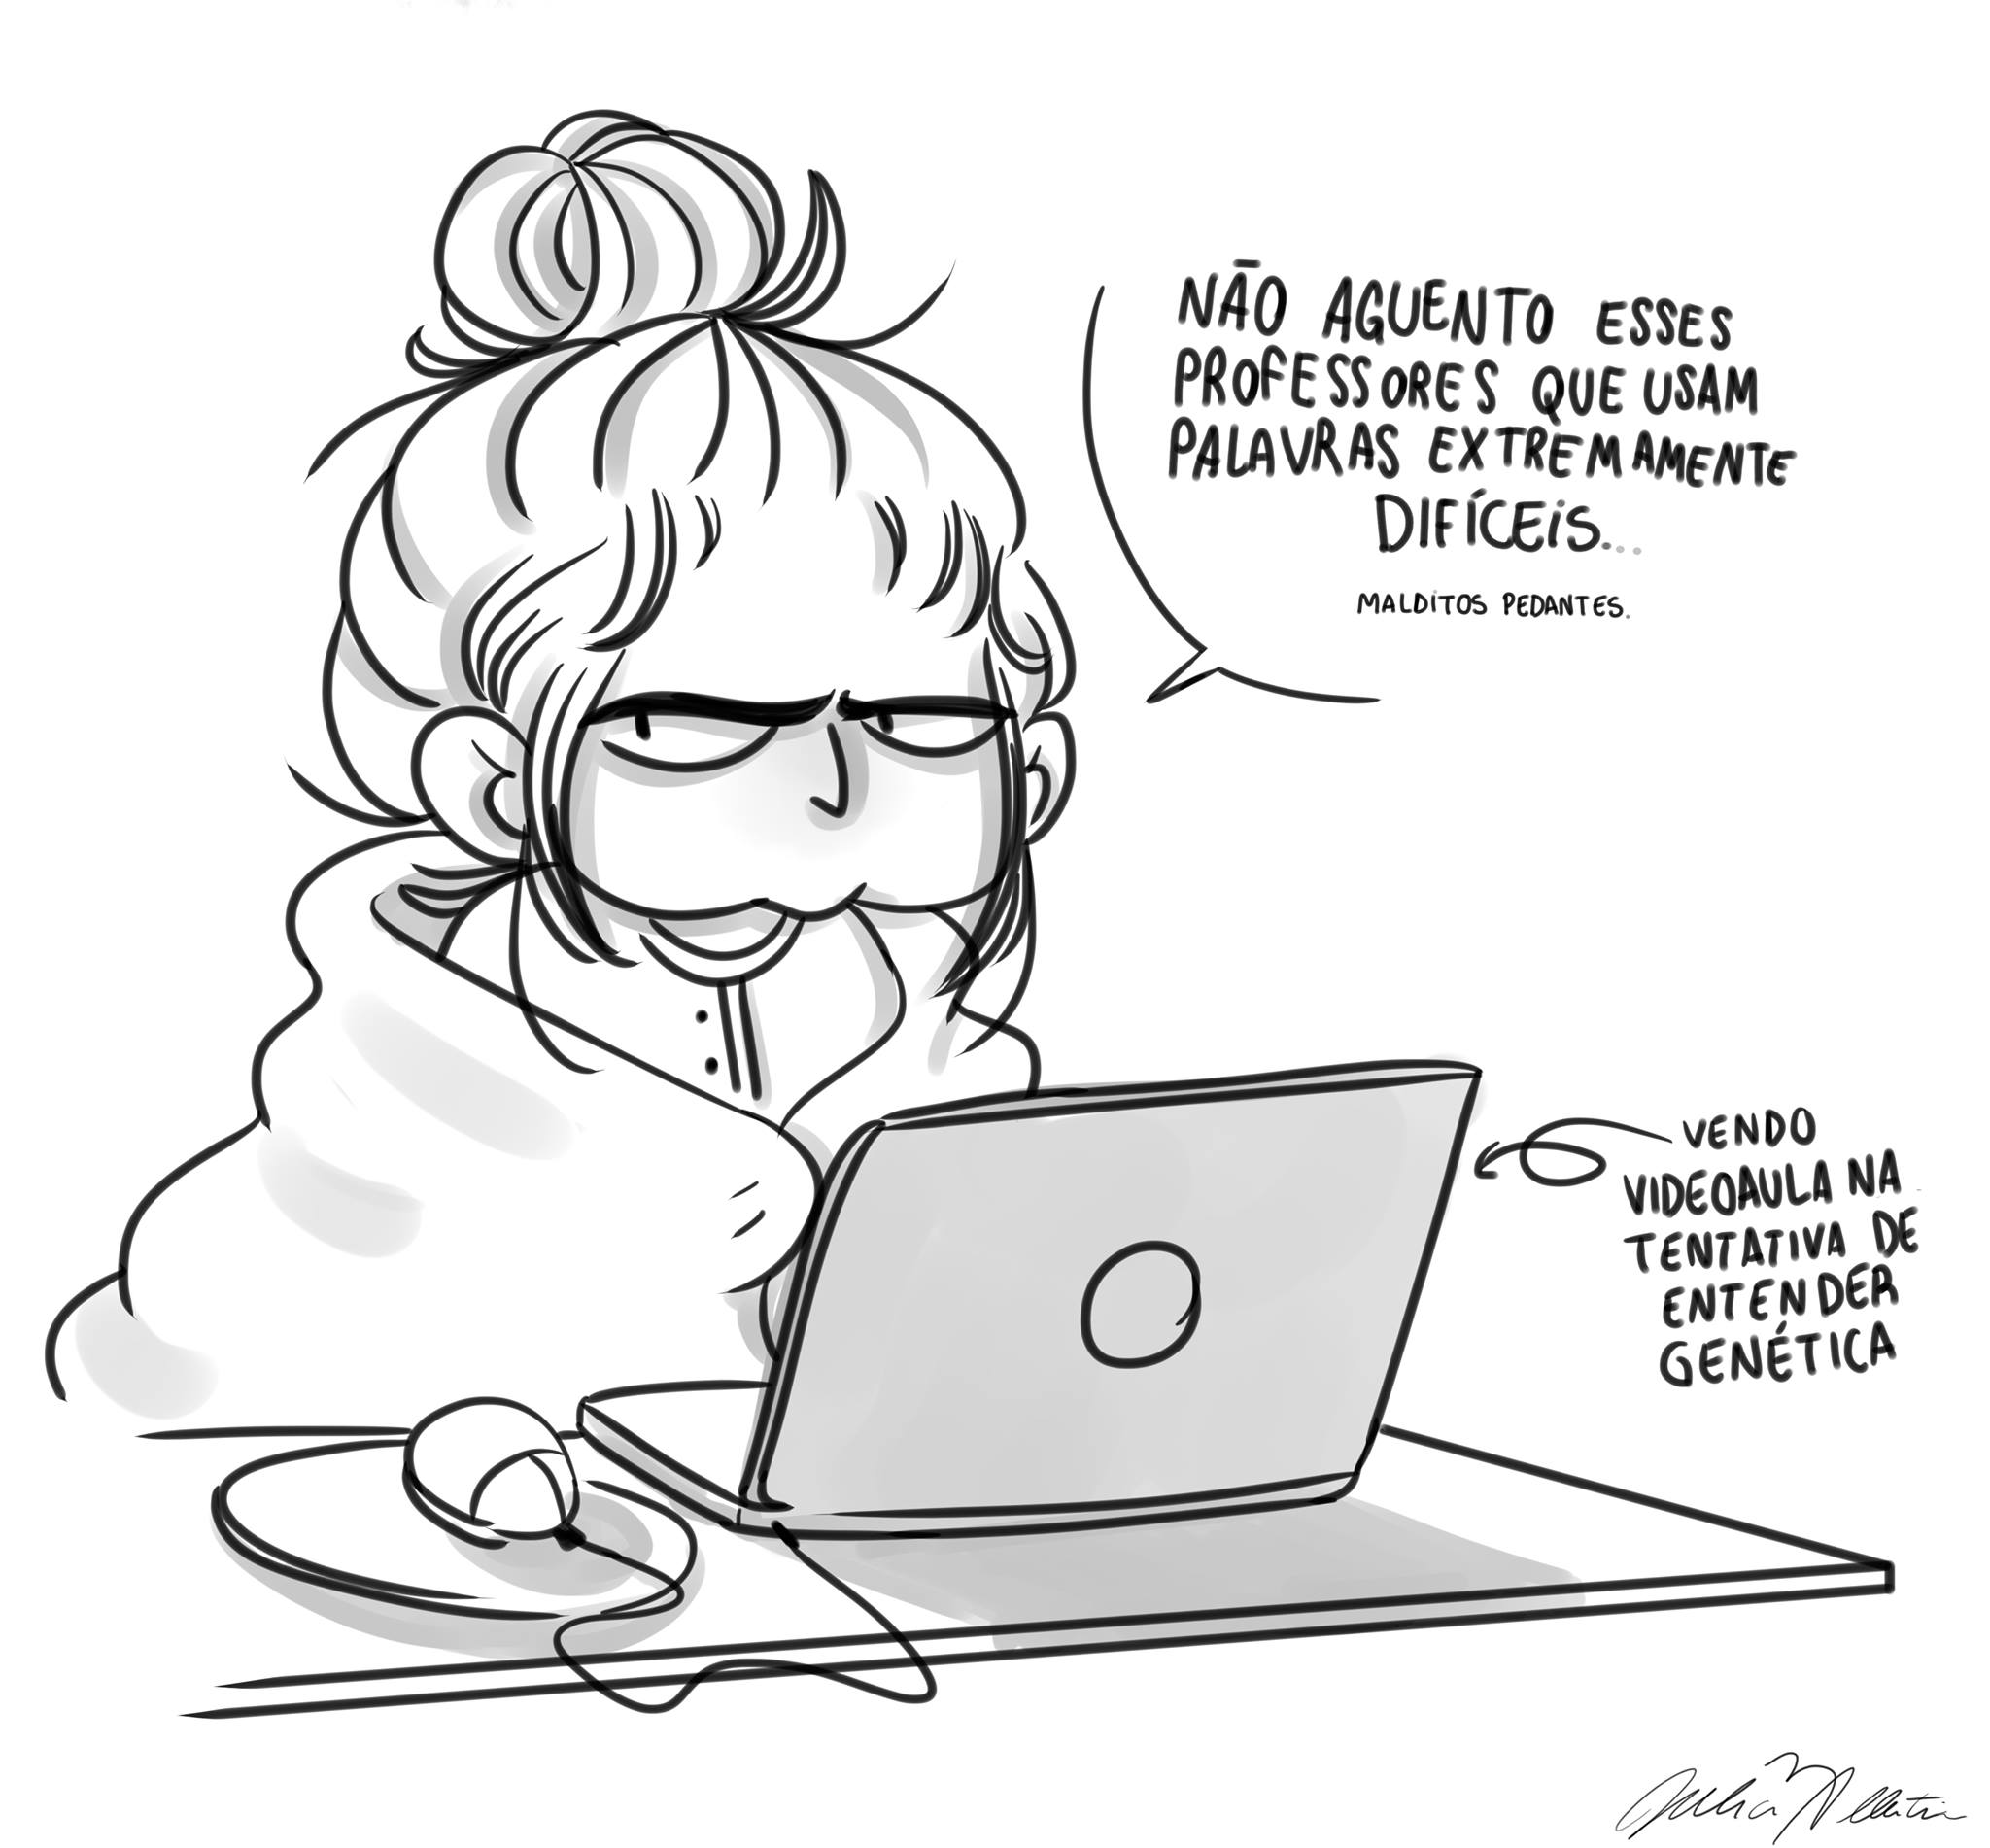 NÃO AGUENTO ESSES
PROFESSORES QUE USAM
PALAVRAS EXTREMAMENTE
DIFÍCEIS...
MALDITOS PEDANTES.
VENDO
VIDEOAULA NA
TENTATIVA DE
ENTENDER
GENÉTICA